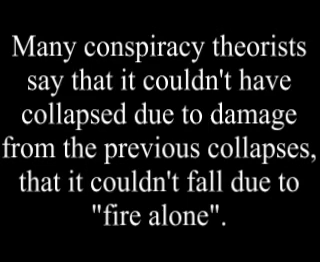 Many conspiracy theorists
say that it couldn't have
collapsed due to damage
from the previous collapses,
that it couldn't fall due to
"fire alone".